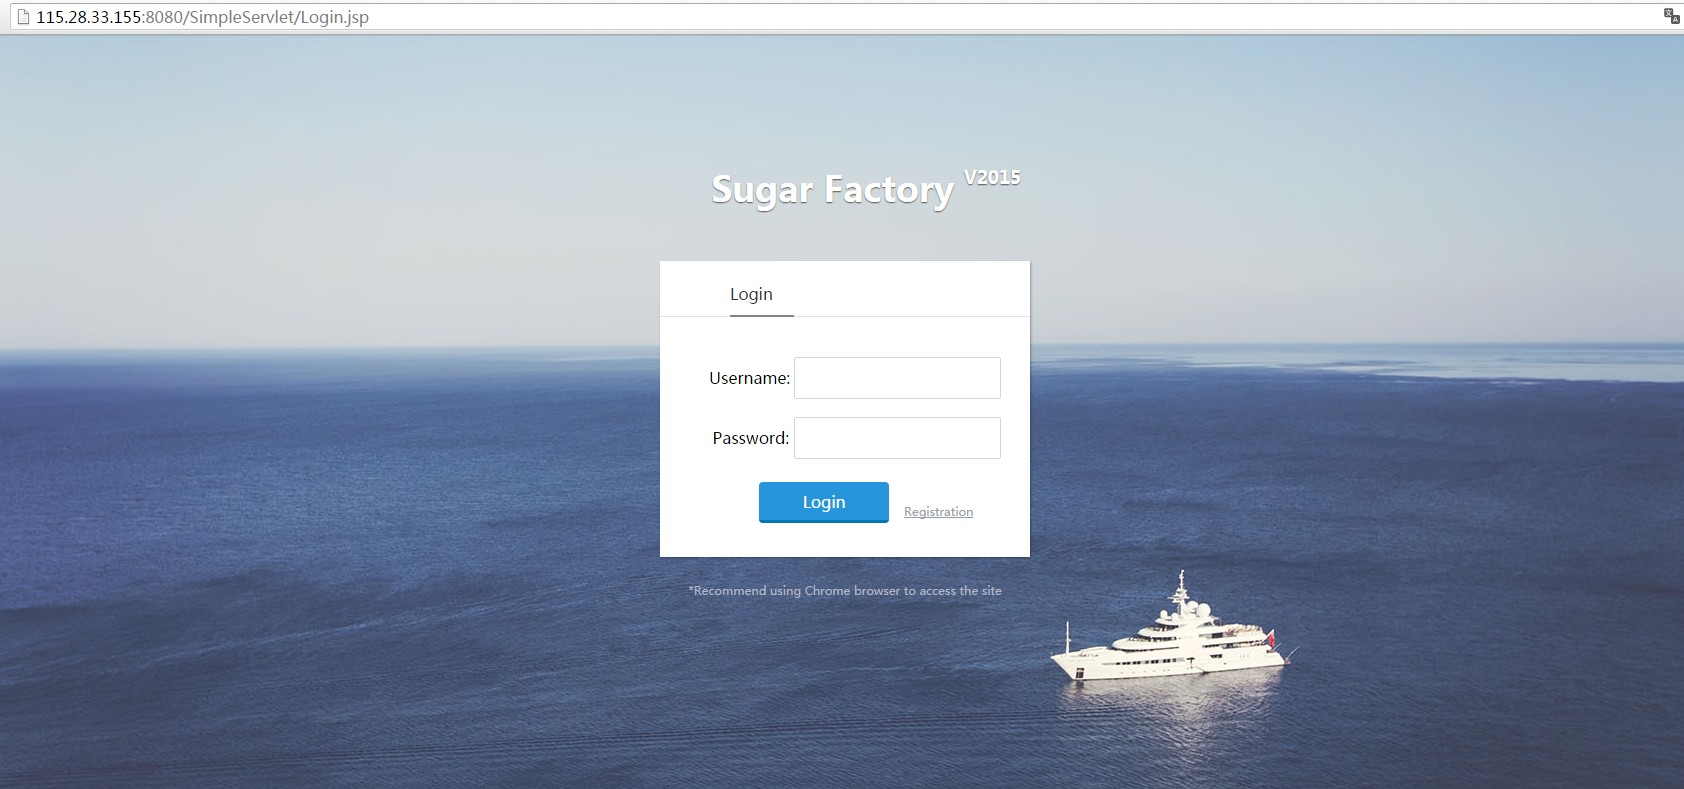 115.28.33.155:8080/SimpleServlet/Login.jsp
Sugar Factory V2015
Login
Username:
Password:
Login Registration
*Recommend using Chrome browser to access the site